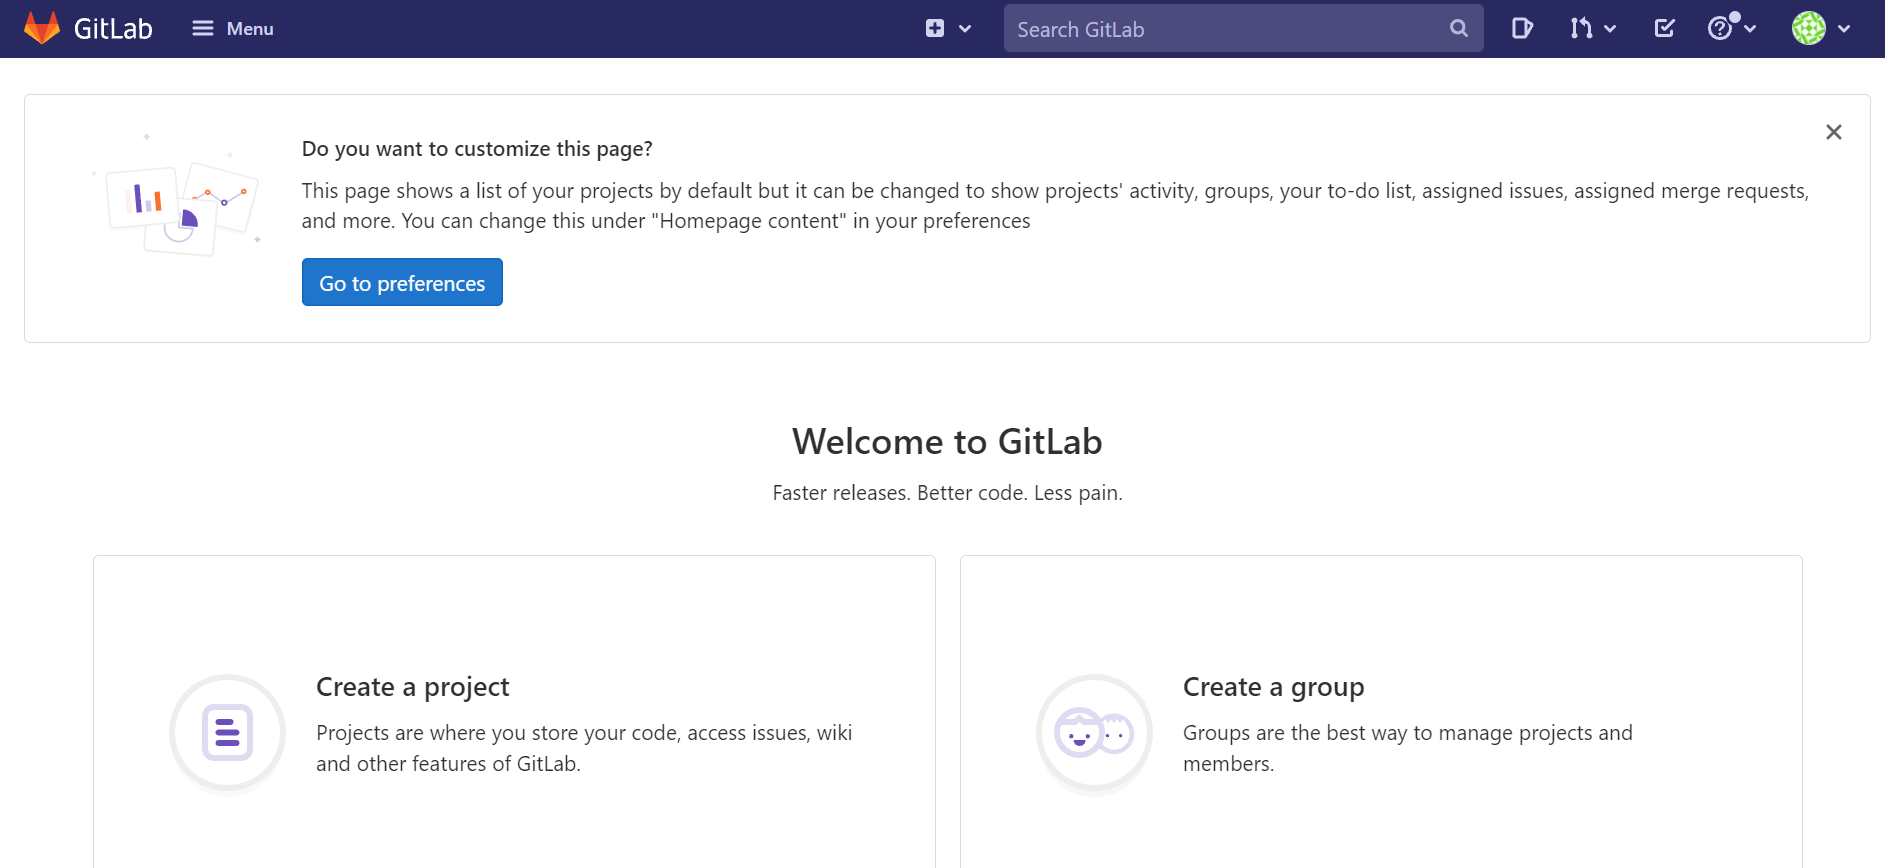 GitLab
Menu
Search GitLab
Do you want to customize this page?
This page shows a list of your projects by default but it can be changed to show projects' activity, groups, your to-do list, assigned issues, assigned merge requests,
and more. You can change this under "Homepage content" in your preferences
Go to preferences
Welcome to GitLab
Faster releases. Better code. Less pain.
Create a project
Projects are where you store your code, access issues, wiki
and other features of GitLab.
Create a group
Groups are the best way to manage projects and
members.